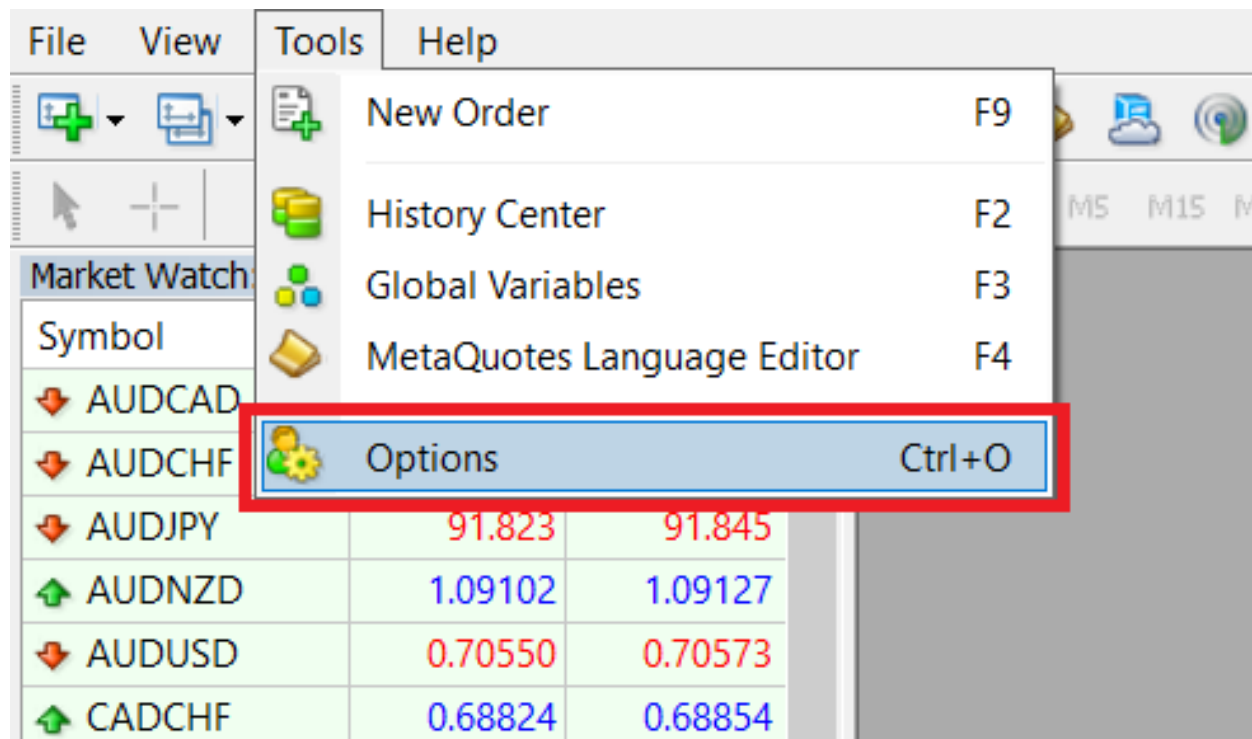 File View Tools Help
New Order F9
History Center F2
M5 M15
Global Variables F3
Market Watch:
MetaQuotes Language Editor F4
Symbol
AUDCAD
Options Ctrl+O
AUDCHF
AUDJPY 91.823 91.845
AUDNZD 1.09102 1.09127
AUDUSD 0.70550 0.70573
CADCHF 0.68824 0.68854